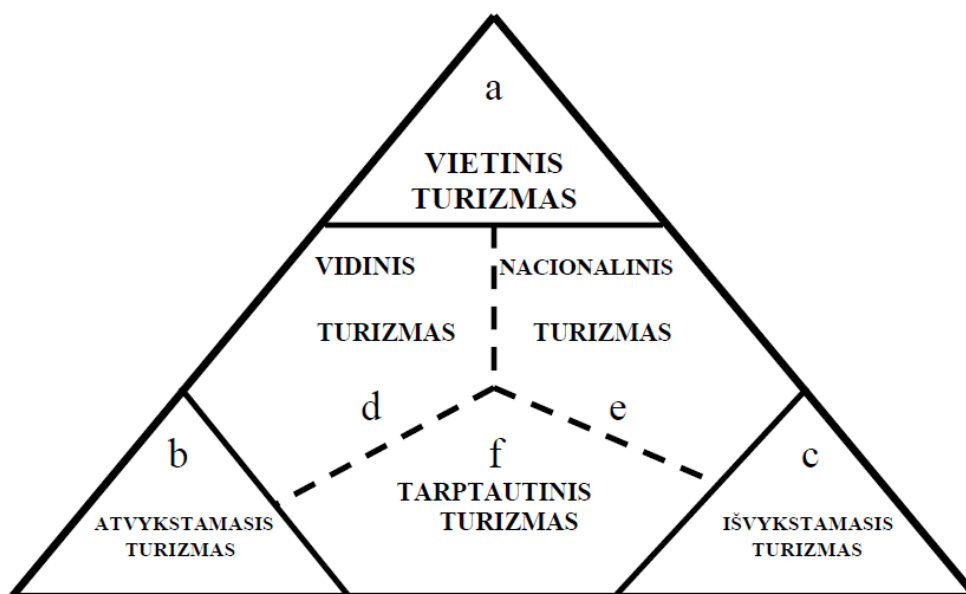 a
VIETINIS
TURIZMAS
VIDINIS
TURIZMAS
NACIONALINIS
TURIZMAS
d
e
b
ATVYKSTAMASIS
TURIZMAS
f
TARPTAUTINIS
TURIZMAS
c
IŠVYKSTAMASIS
TURIZMAS